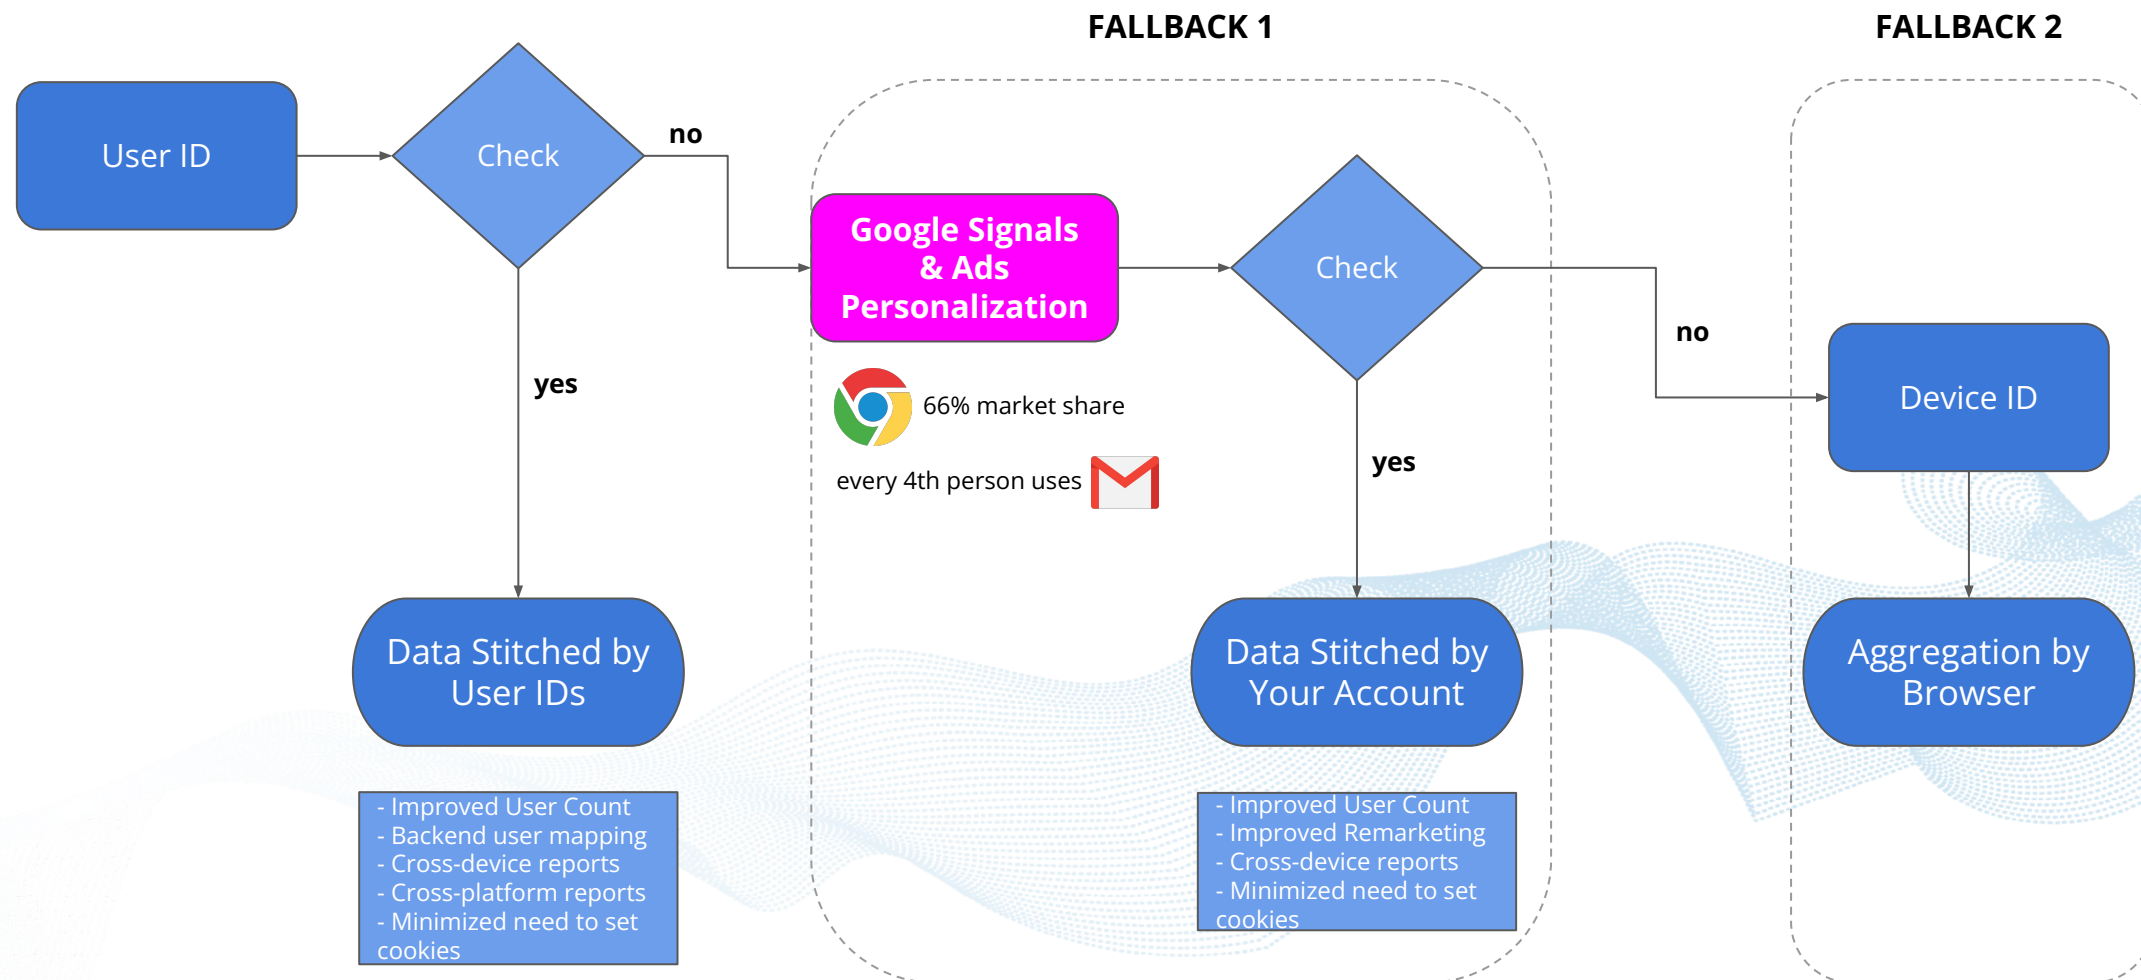 FALLBACK 1
FALLBACK 2
User ID
Check
no
yes
Google Signals
& Ads
Personalization
66% market share
every 4th person uses
Check
no
yes
Device ID
Data Stitched by
User IDs
Data Stitched by
Your Account
Aggregation by
Browser
- Improved User Count
- Backend user mapping
- Cross-device reports
- Cross-platform reports
- Minimized need to set
cookies
- Improved User Count
- Improved Remarketing
- Cross-device reports
- Minimized need to set
cookies